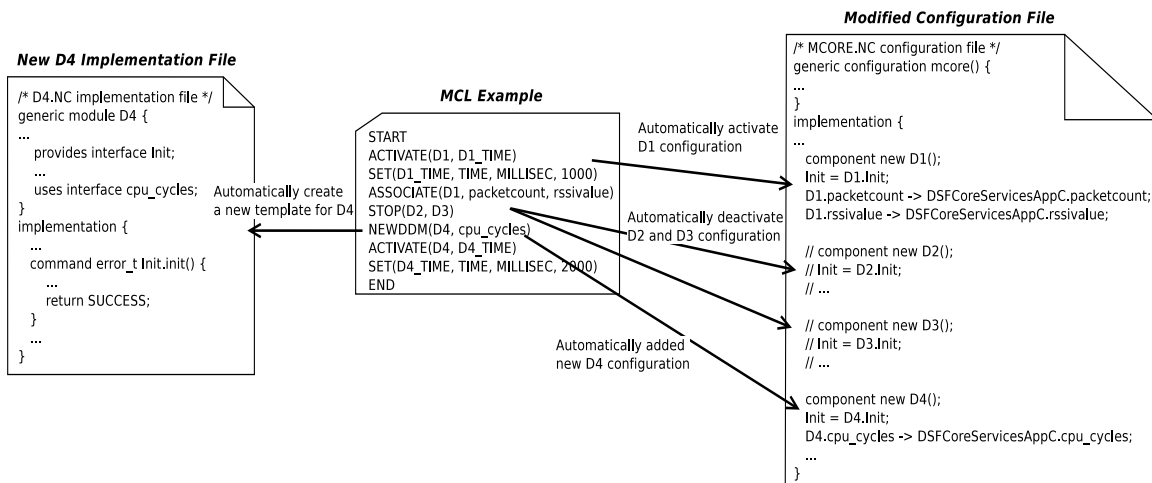 New D4 Implementation File
/* D4.NC implementation file */
generic module D4 {
...
provides interface Init;
...
uses interface cpu_cycles;
}
implementation {
...
command error_t Init.init() {
...
return SUCCESS;
}
...
}
Automatically create
a new template for D4
MCL Example
START
ACTIVATE(D1, D1_TIME)
SET(D1_TIME, TIME, MILLISEC, 1000)
ASSOCIATE(D1, packetcount, rssivalue)
STOP(D2, D3)
NEWDDM(D4, cpu_cycles)
ACTIVATE(D4, D4_TIME)
SET(D4_TIME, TIME, MILLISEC, 2000)
END
Automatically activate
D1 configuration
Automatically deactivate
D2 and D3 configuration
Automatically added
new D4 configuration
Modified Configuration File
/* MCORE.NC configuration file */
generic configuration mcore() {
...
}
implementation {
...
component new D1();
Init = D1.Init;
D1.packetcount -> DSFCoreServicesAppC.packetcount;
D1.rssivalue -> DSFCoreServicesAppC.rssivalue;
// component new D2();
// Init = D2.Init;
// ...
// component new D3();
// Init = D3.Init;
// ...
component new D4();
Init = D4.Init;
D4.cpu_cycles -> DSFCoreServicesAppC.cpu_cycles;
...
}